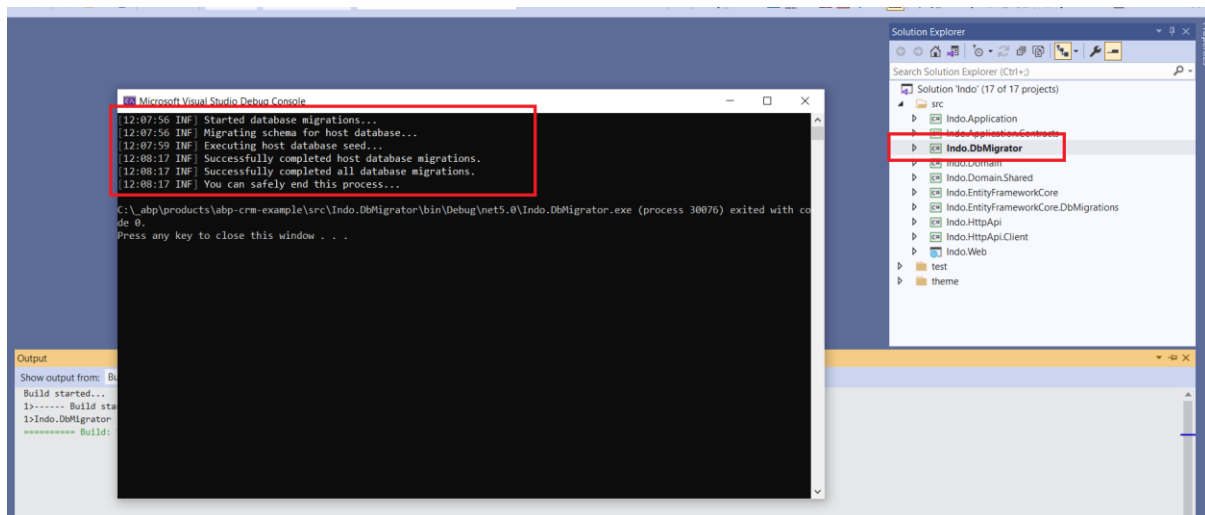 Solution Explorer
Search Solution Explorer (Ctrl+;)
Solution 'Indo' (17 of 17 projects)
src
Indo.Application
Indo.Application.Contracts
Indo.DbMigrator
Indo.Domain
Indo.Domain.Shared
Indo.EntityFrameworkCore
Indo.EntityFrameworkCore.DbMigrations
Indo.HttpApi
Indo.HttpApi.Client
Indo.Web
test
theme
Microsoft Visual Studio Debug Console
[12:07:56 INF] Started database migrations...
[12:07:56 INF] Migrating schema for host database...
[12:07:59 INF] Executing host database seed...
[12:08:17 INF] Successfully completed host database migrations.
[12:08:17 INF] Successfully completed all database migrations.
[12:08:17 INF] You can safely end this process...
C:\_abp\products\abp-crm-example\src\Indo.DbMigrator\bin\Debug\net5.0\Indo.DbMigrator.exe (process 30076) exited with co
de 0.
Press any key to close this window . . .
Output
Show output from: Bu
Build started...
1>------ Build sta
1>Indo.DbMigrator
========== Build: